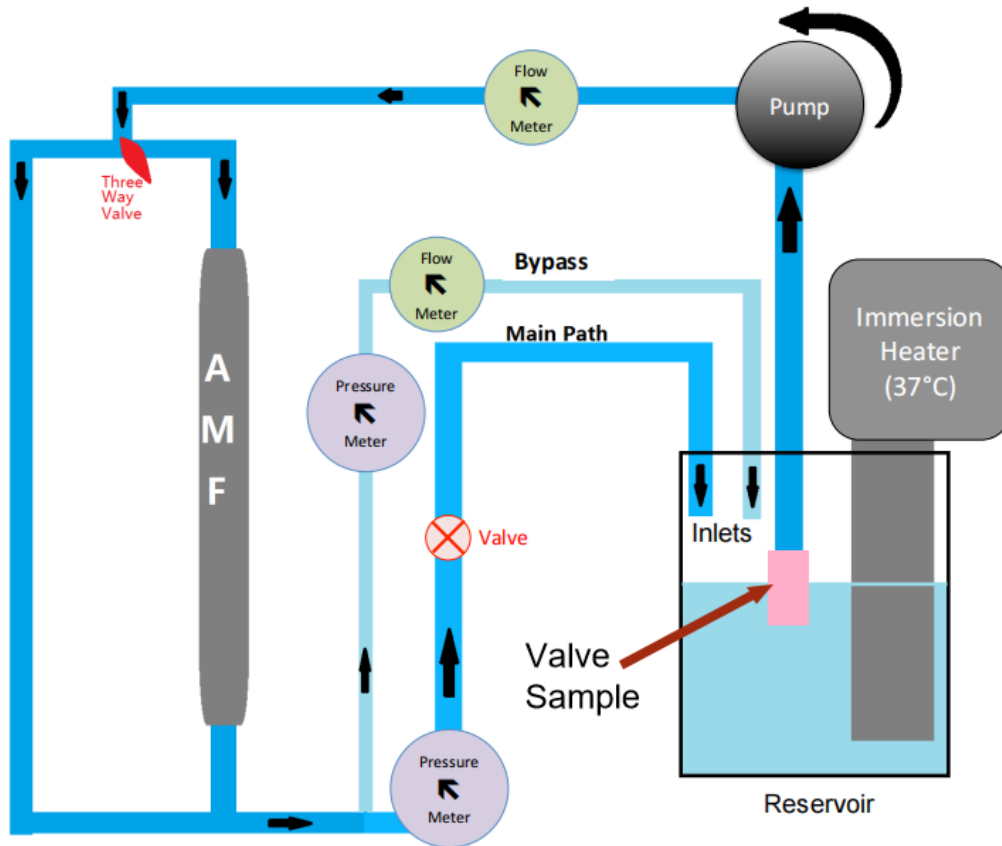 Flow
Meter
Pump
Three
Way
Valve
Flow
Meter
Bypass
Main Path
Immersion
Heater
(37°C)
A
M
F
Pressure
Meter
Valve
Inlets
Valve
Sample
Pressure
Meter
Reservoir